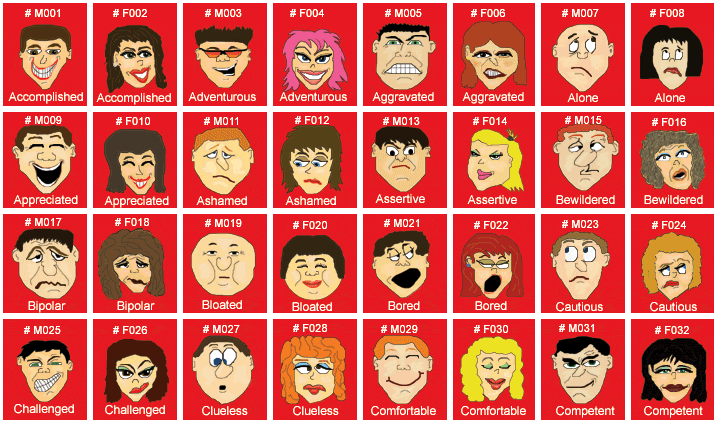 # M001
Accomplished
# F002
Accomplished
# M003
Adventurous
# F004
Adventurous
# M005
Aggravated
# F006
Aggravated
# M007
Alone
# F008
Alone
# M009
Appreciated
# F010
Appreciated
# M011
Ashamed
# F012
Ashamed
# M013
Assertive
# F014
Assertive
# M015
Bewildered
# F016
Bewildered
# M017
Bipolar
# F018
Bipolar
# M019
Bloated
# F020
Bloated
# M021
Bored
# F022
Bored
# M023
Cautious
# F024
Cautious
# M025
Challenged
# F026
Challenged
# M027
Clueless
# F028
Clueless
# M029
Comfortable
# F030
Comfortable
# M031
Competent
# F032
Competent